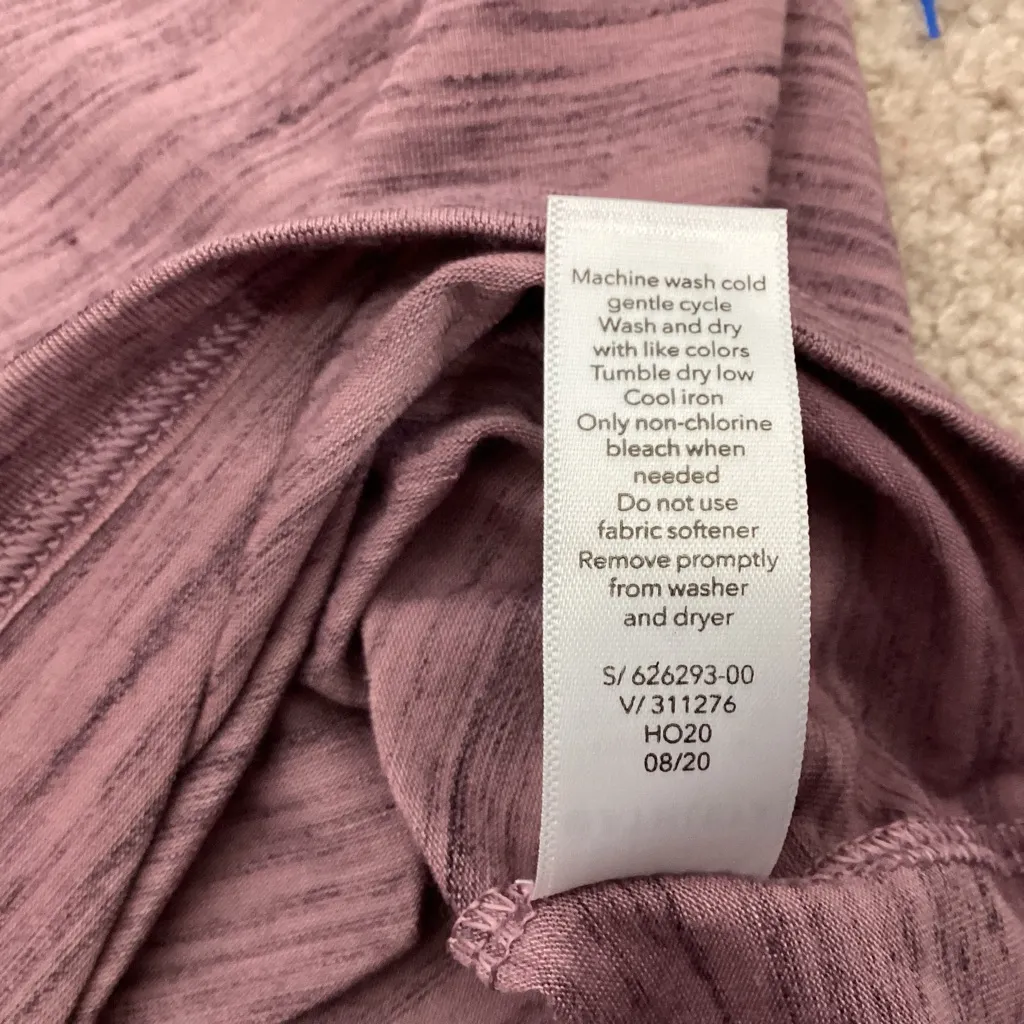 Machine wash cold
gentle cycle
Wash and dry
with like colors
Tumble dry low
Cool iron
Only non-chlorine
bleach when
needed
Do not use
fabric softener
Remove promptly
from washer
and dryer
S/ 626293-00
V/ 311276
HO20
08/20